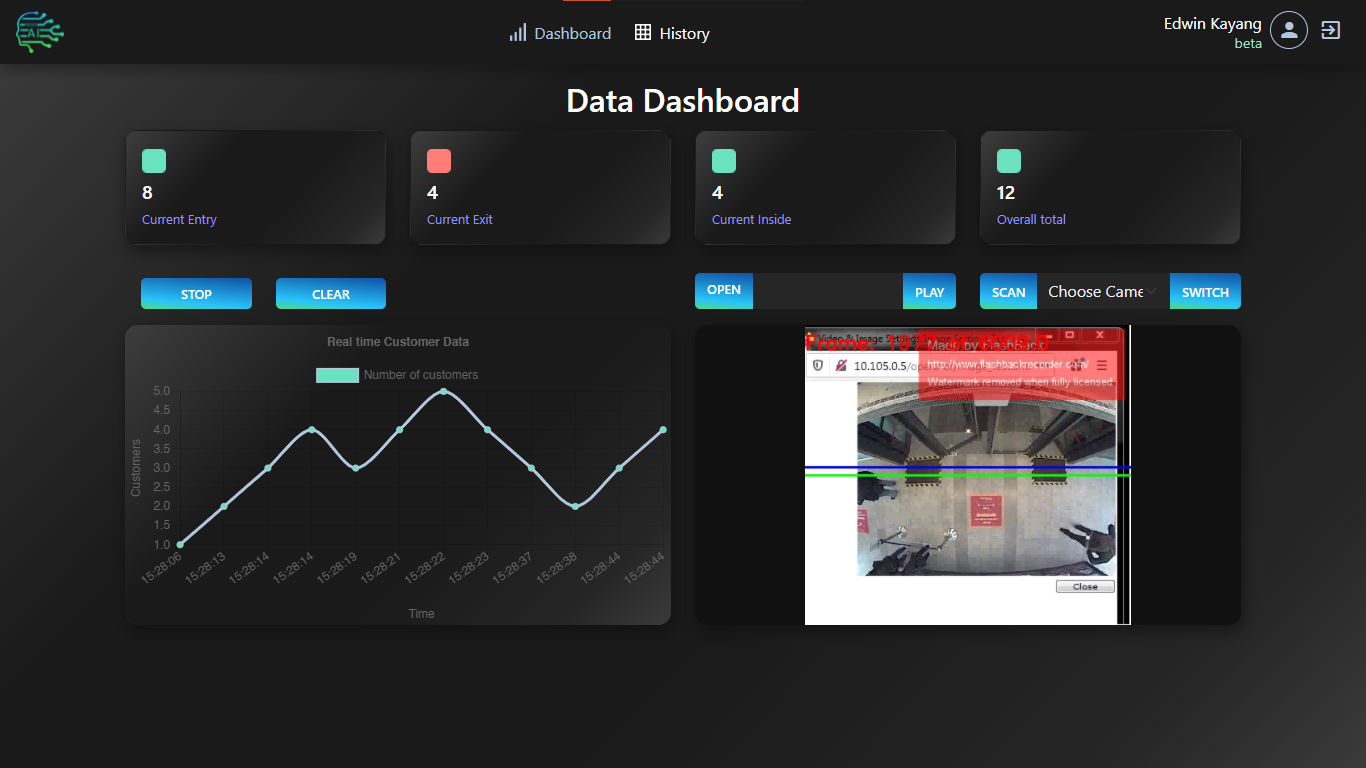 AI
Dashboard
History
Edwin Kayang
beta
Data Dashboard
8
Current Entry
4
Current Exit
4
Current Inside
12
Overall total
STOP
CLEAR
OPEN
PLAY
SCAN
Choose Came
SWITCH
Real time Customer Data
Number of customers
5.0
4.5
4.0
3.5
3.0
2.5
2.0
1.5
1.0
Customers
15:28:06
15:28:13
15:28:14
15:28:14
15:28:19
15:28:21
15:28:22
15:28:23
15:28:37
15:28:38
15:28:44
15:28:44
Time
Video & Image Settings
Frame: 197
Made by FlashBack
10.105.0.5/
http://www.flashbackrecorder.com/
Watermark removed when fully licensed
Close